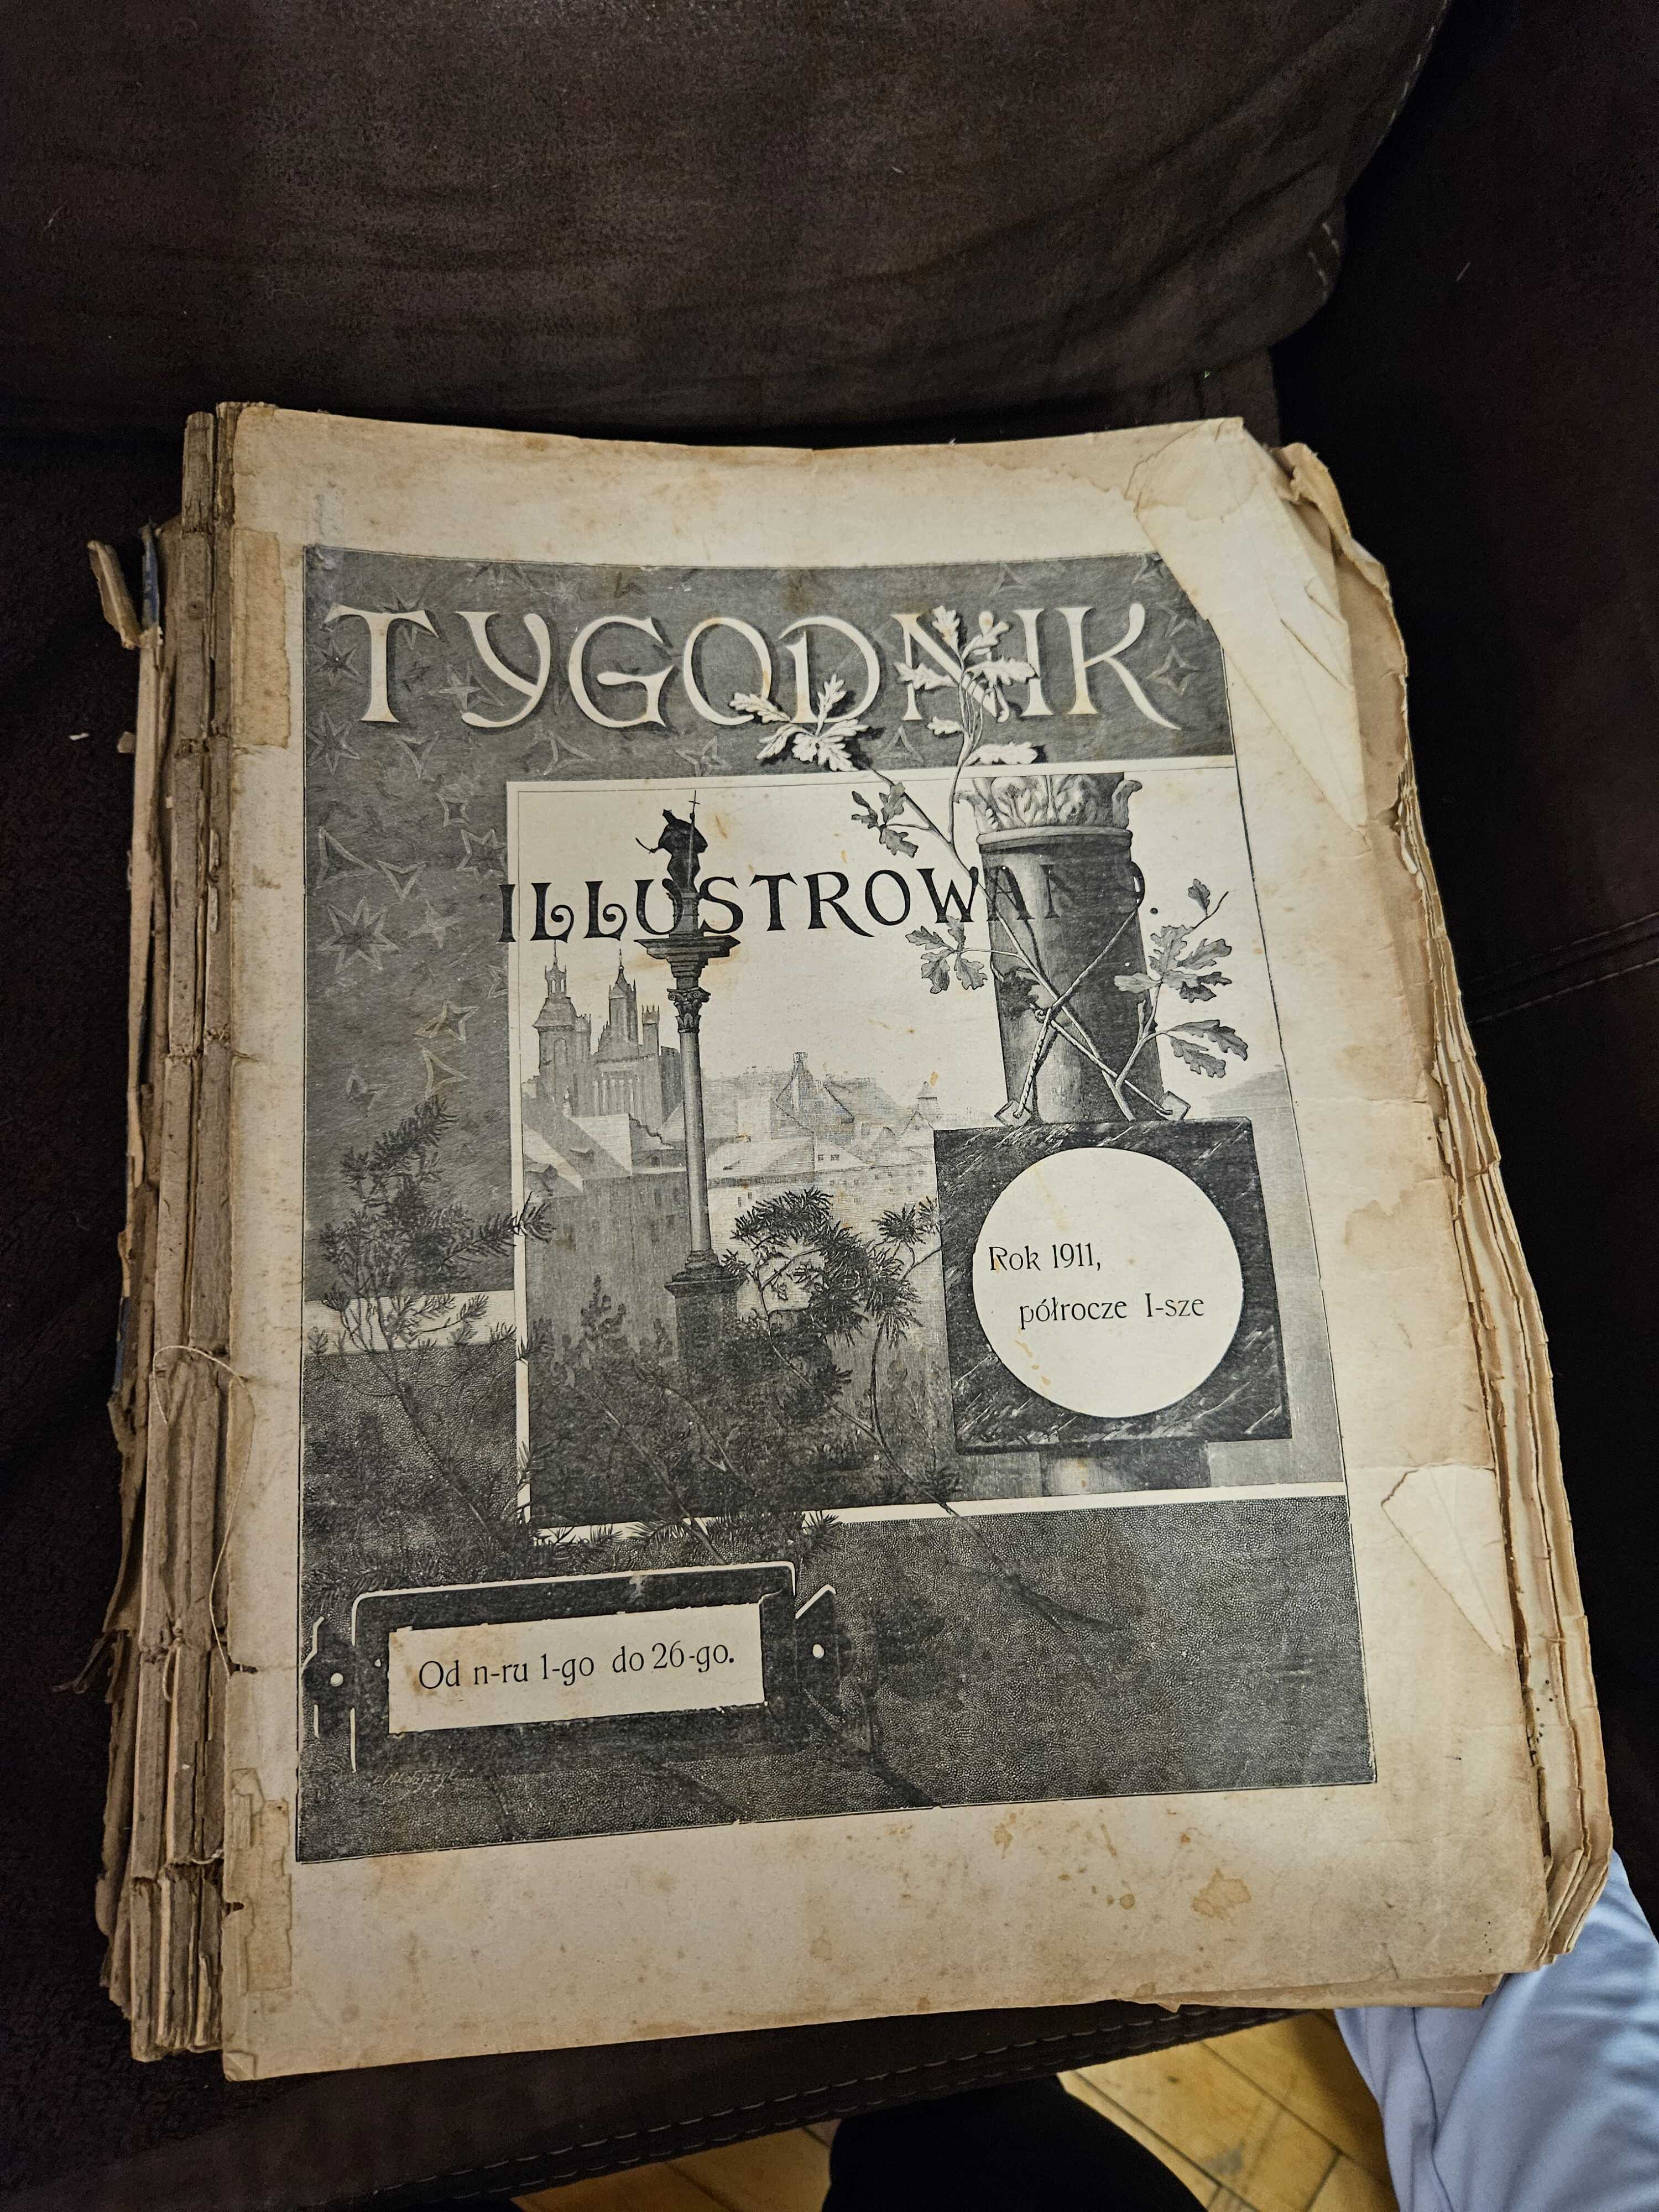 TYGODNIK
ILLUSTROWANY.
Rok 1911,
półrocze I-sze
Od n-ru 1-go do 26-go.